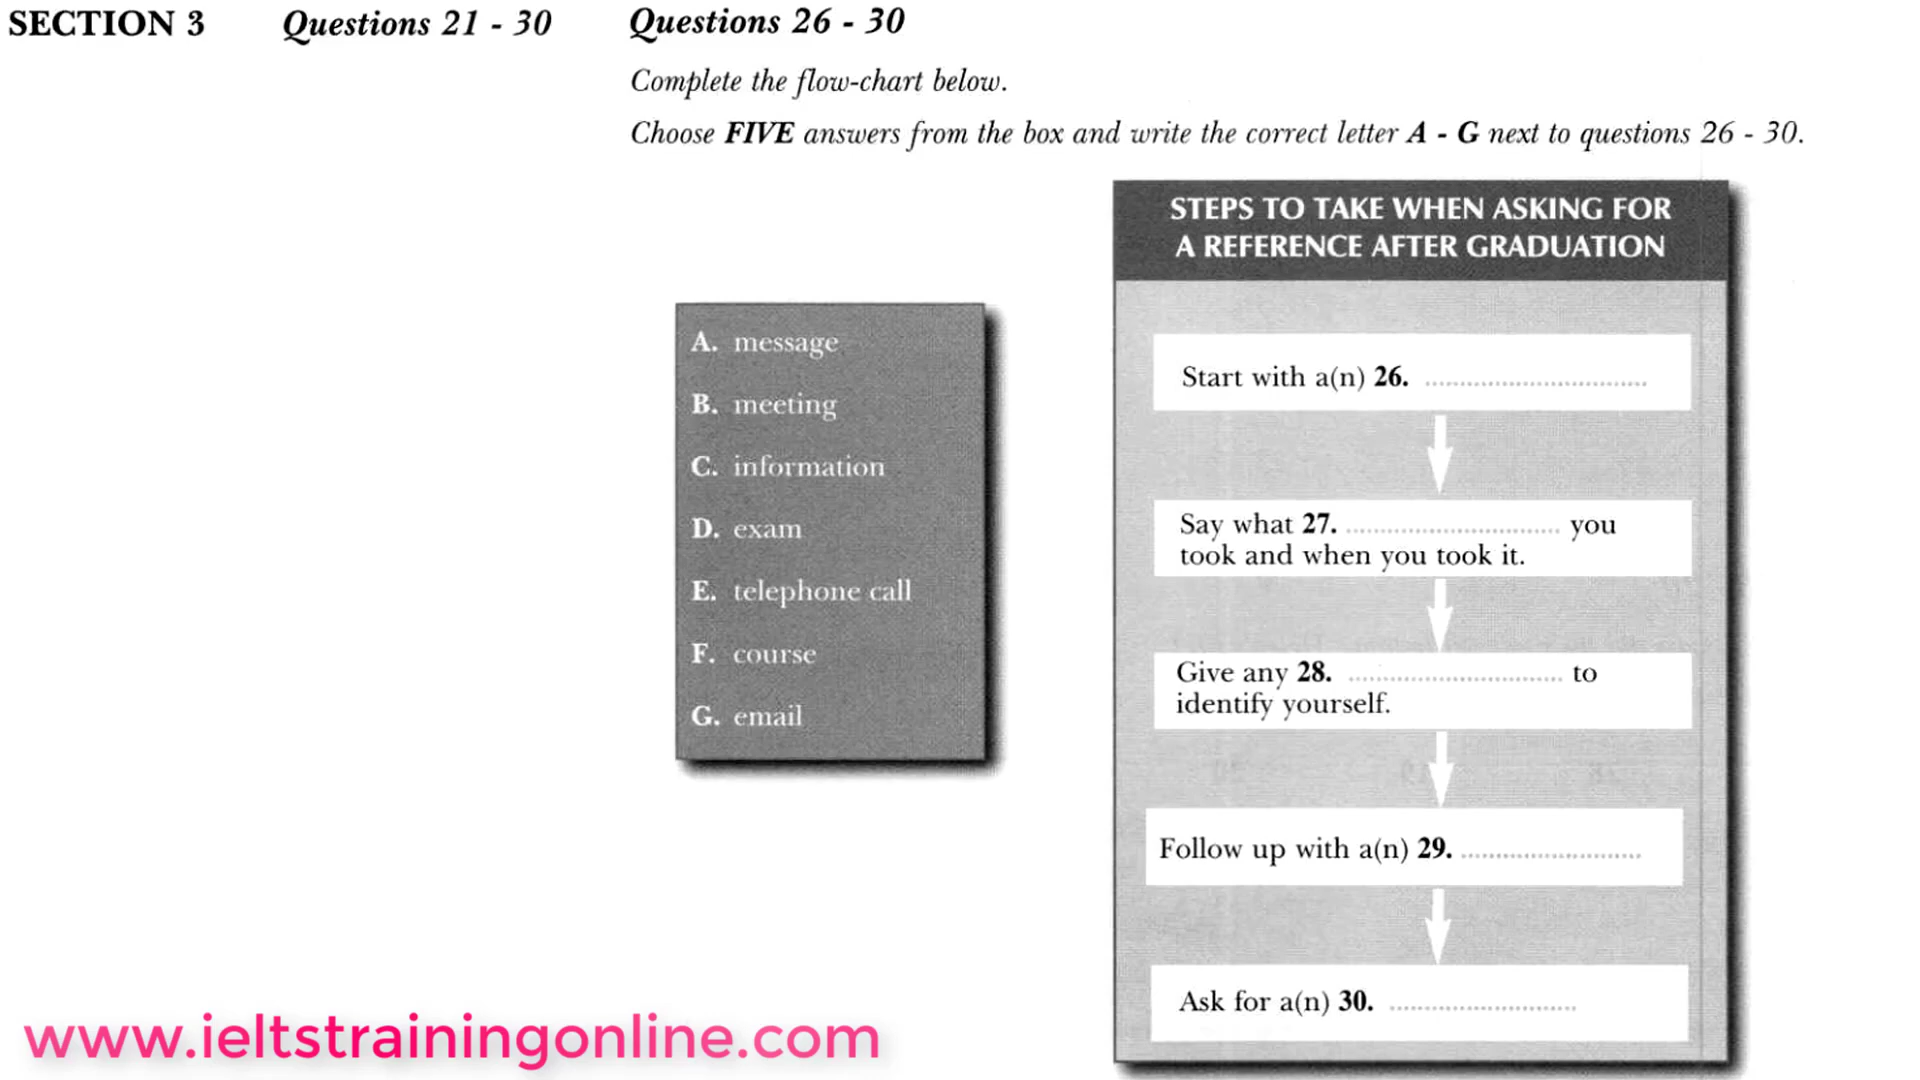 SECTION 3 Questions 21 - 30 Questions 26 - 30
Complete the flow-chart below.
Choose FIVE answers from the box and write the correct letter A - G next to questions 26 - 30.
A. message
B. meeting
C. information
D. exam
E. telephone call
F. course
G. email
STEPS TO TAKE WHEN ASKING FOR
A REFERENCE AFTER GRADUATION
Start with a(n) 26. ................................
Say what 27. ............................... you
took and when you took it.
Give any 28. ............................... to
identify yourself.
Follow up with a(n) 29. ..........................
Ask for a(n) 30. ...........................
www.ieltstrainingonline.com